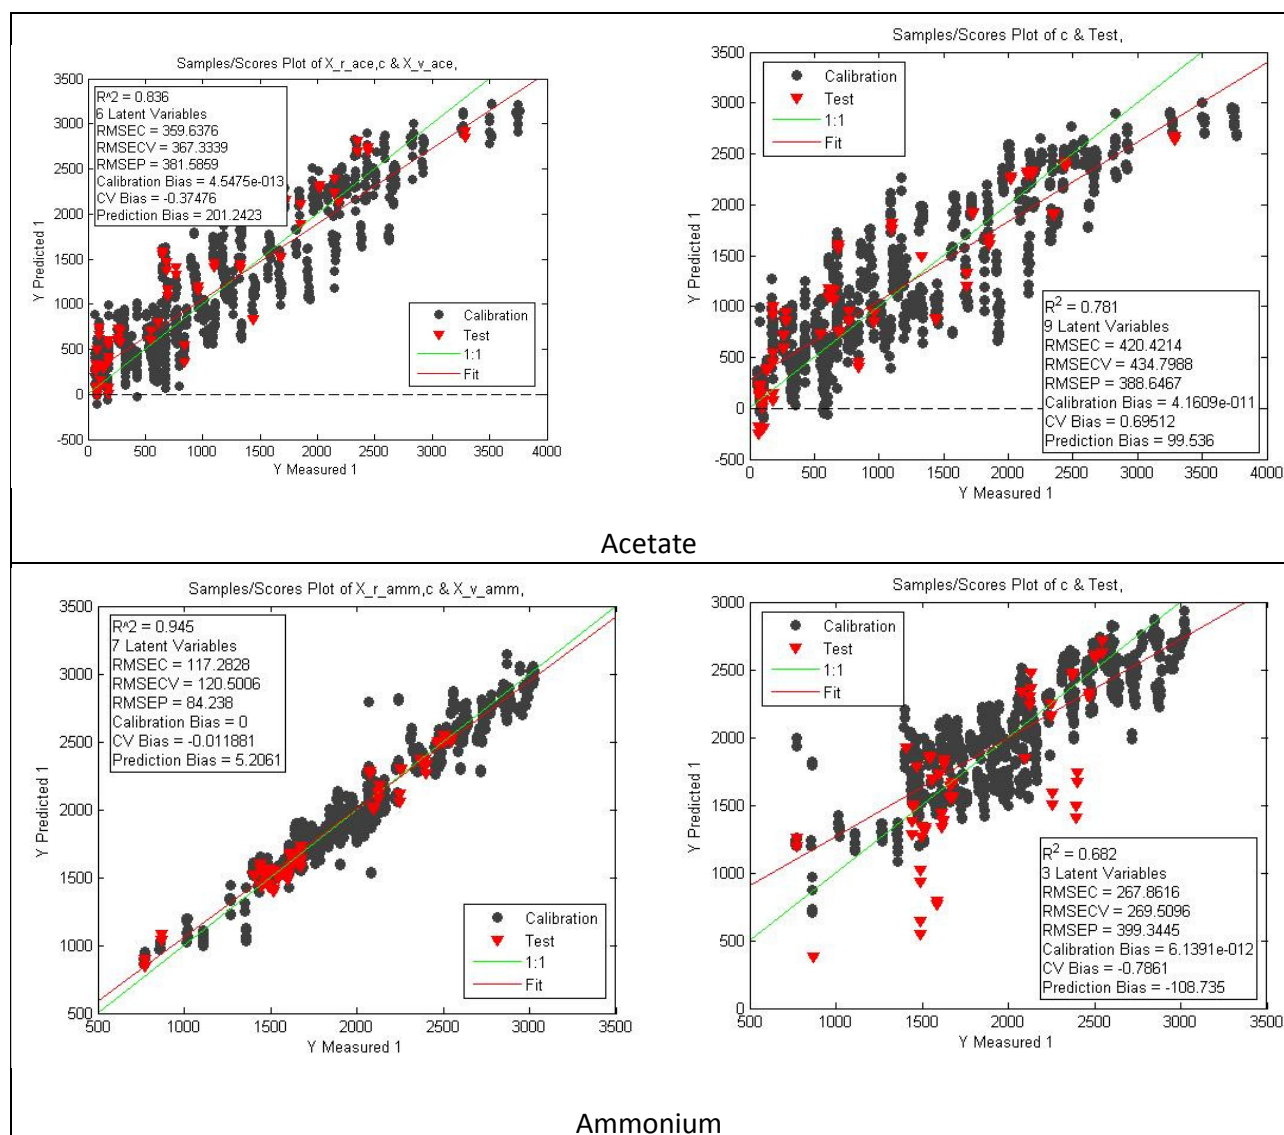 Samples/Scores Plot of X_r_ace,c & X_v_ace,
3500
3000
2500
2000
1500
1000
500
0
-500
Y Predicted 1
R^2 = 0.836
6 Latent Variables
RMSEC = 359.6376
RMSECV = 367.3339
RMSEP = 381.5859
Calibration Bias = 4.5475e-013
CV Bias = -0.37476
Prediction Bias = 201.2423
Calibration
Test
1:1
Fit
0 500 1000 1500 2000 2500 3000 3500 4000
Y Measured 1
Samples/Scores Plot of c & Test,
3500
3000
2500
2000
1500
1000
500
0
-500
Y Predicted 1
Calibration
Test
1:1
Fit
R^2 = 0.781
9 Latent Variables
RMSEC = 420.4214
RMSECV = 434.7988
RMSEP = 388.6467
Calibration Bias = 4.1609e-011
CV Bias = 0.69512
Prediction Bias = 99.536
0 500 1000 1500 2000 2500 3000 3500 4000
Y Measured 1
Acetate
Samples/Scores Plot of X_r_amm,c & X_v_amm,
3500
3000
2500
2000
1500
1000
500
Y Predicted 1
R^2 = 0.945
7 Latent Variables
RMSEC = 117.2828
RMSECV = 120.5006
RMSEP = 84.238
Calibration Bias = 0
CV Bias = -0.011881
Prediction Bias = 5.2061
Calibration
Test
1:1
Fit
500 1000 1500 2000 2500 3000 3500
Y Measured 1
Samples/Scores Plot of c & Test,
3000
2500
2000
1500
1000
500
0
Y Predicted 1
Calibration
Test
1:1
Fit
R^2 = 0.682
3 Latent Variables
RMSEC = 267.8616
RMSECV = 269.5096
RMSEP = 399.3445
Calibration Bias = 6.1391e-012
CV Bias = -0.7861
Prediction Bias = -108.735
500 1000 1500 2000 2500 3000 3500
Y Measured 1
Ammonium